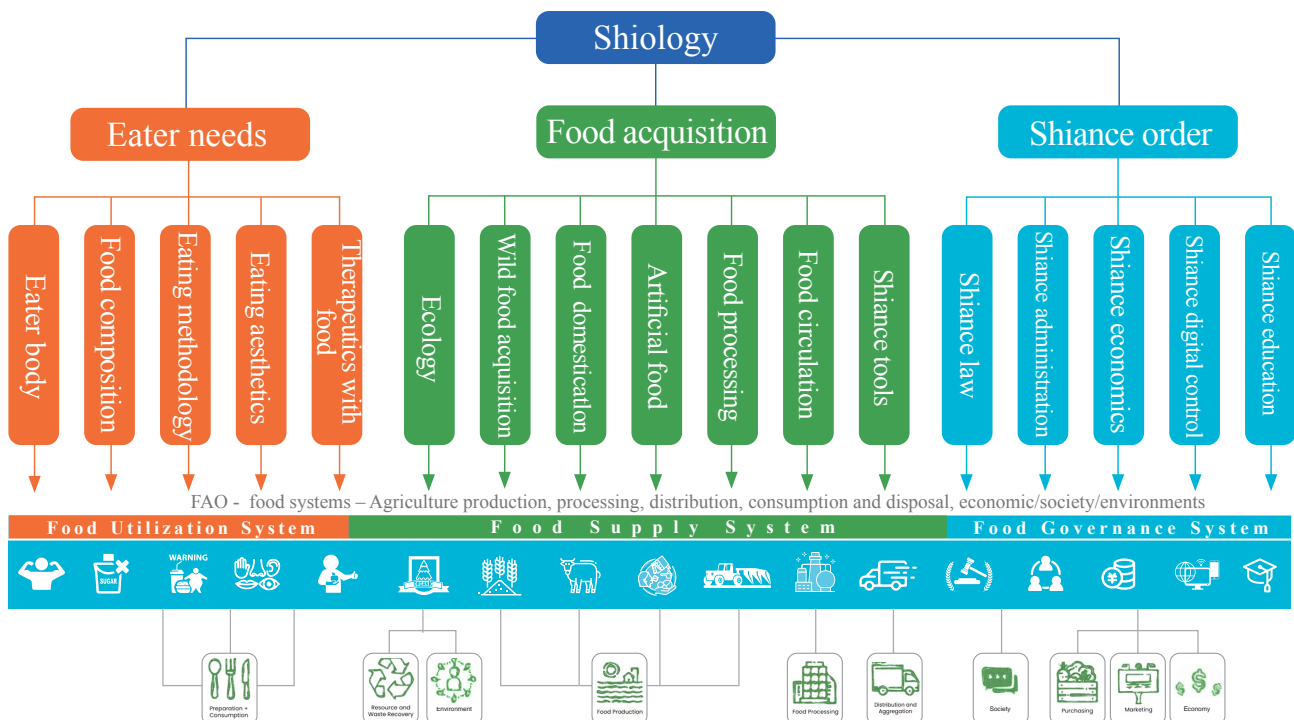 Shiology
Eater needs
Food acquisition
Shiance order
Eater body
Food composition
Eating methodology
Eating aesthetics
Therapeutics with
food
Ecology
Wild food acquisition
Food domestication
Artificial food
Food processing
Food circulation
Shiance tools
Shiance law
Shiance administration
Shiance economics
Shiance digital control
Shiance education
FAO - food systems – Agriculture production, processing, distribution, consumption and disposal, economic/society/environments
Food Utilization System
Food Supply System
Food Governance System
WARNING
SUGAR
¥
Preparation +
Consumption
Resource and
Waste Recovery
Environment
Food Production
Food Processing
Distribution and
Aggregation
Society
Purchasing
Marketing
Economy
$ $ $